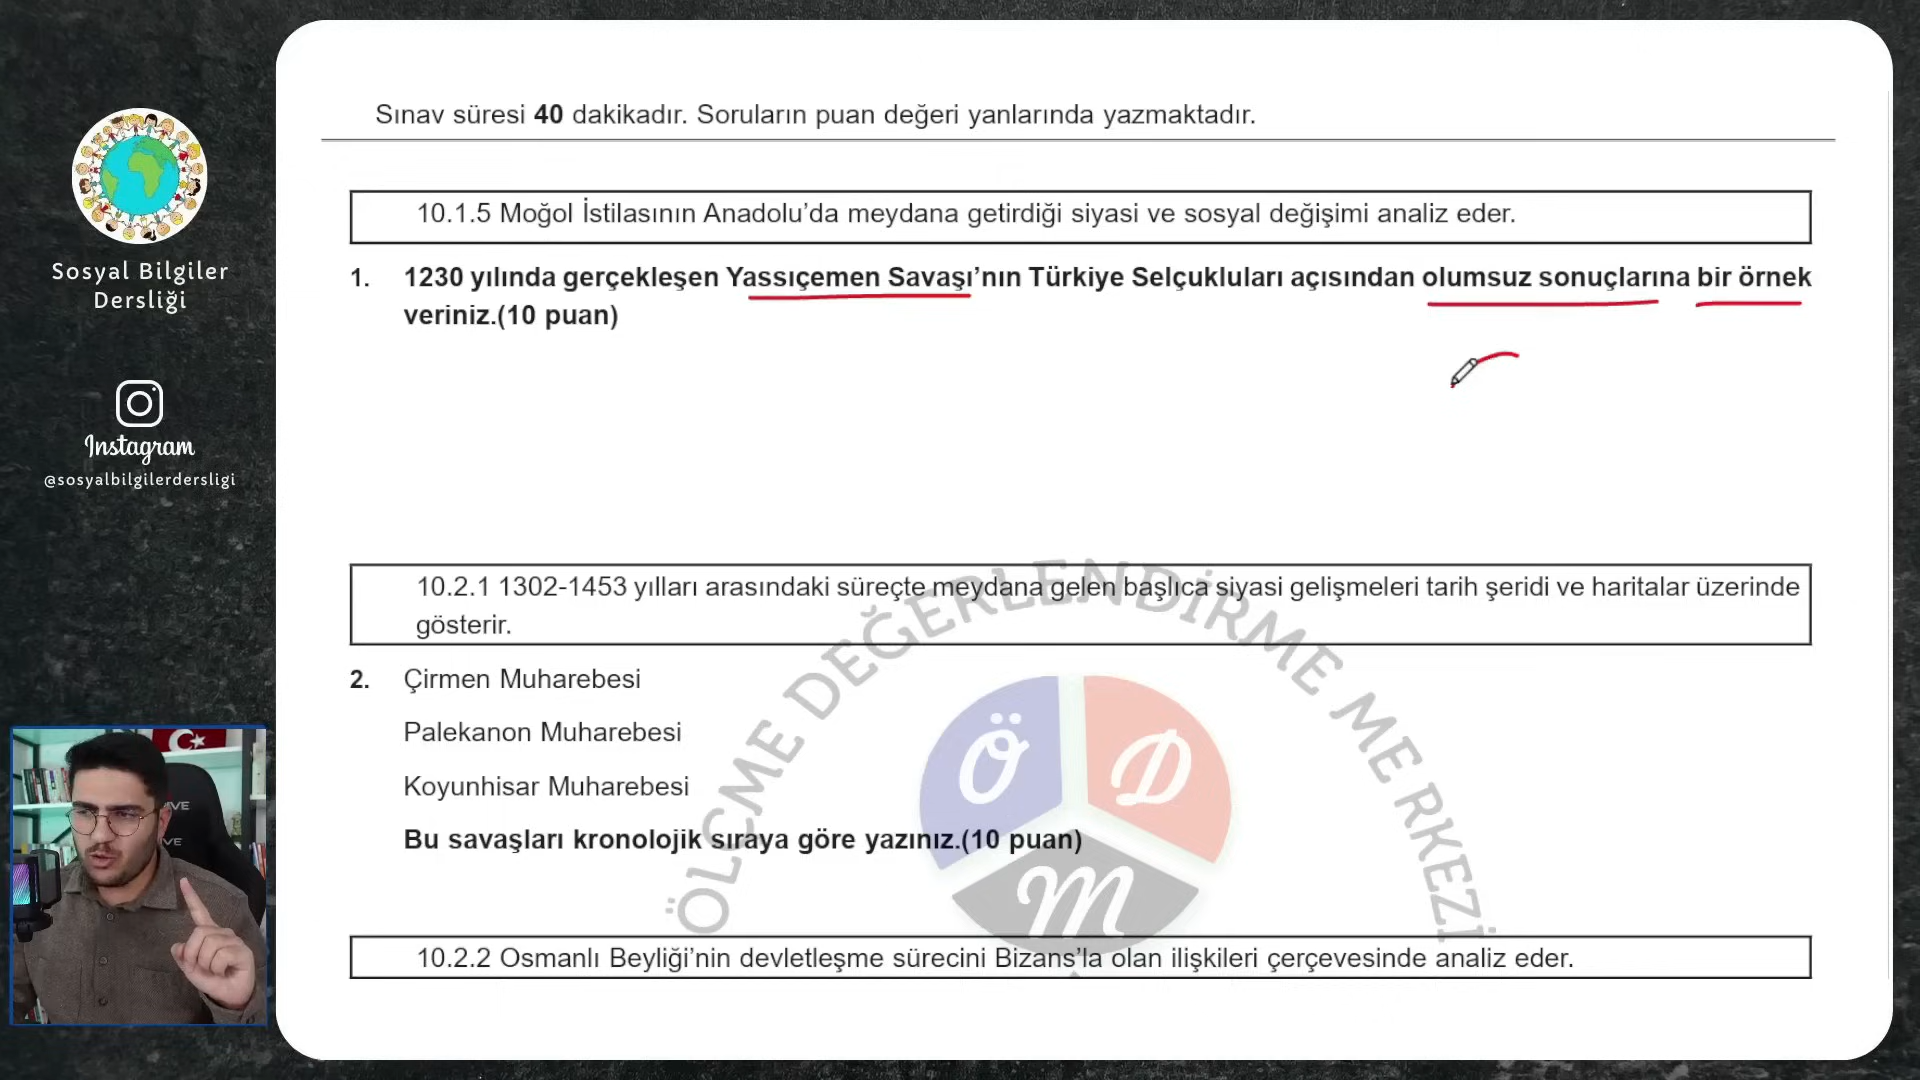 Sınav süresi 40 dakikadır. Soruların puan değeri yanlarında yazmaktadır.
10.1.5 Moğol İstilasının Anadolu’da meydana getirdiği siyasi ve sosyal değişimi analiz eder.
1. 1230 yılında gerçekleşen Yassıçemen Savaşı’nın Türkiye Selçukluları açısından olumsuz sonuçlarına bir örnek
veriniz.(10 puan)
10.2.1 1302-1453 yılları arasındaki süreçte meydana gelen başlıca siyasi gelişmeleri tarih şeridi ve haritalar üzerinde
gösterir.
2. Çirmen Muharebesi
Palekanon Muharebesi
Koyunhisar Muharebesi
Bu savaşları kronolojik sıraya göre yazınız.(10 puan)
10.2.2 Osmanlı Beyliği’nin devletleşme sürecini Bizans’la olan ilişkileri çerçevesinde analiz eder.
ÖLÇME DEĞERLENDİRME MERKEZİ
Ö D M
Sosyal Bilgiler
Dersliği
Instagram
@sosyalbilgilerdersligi